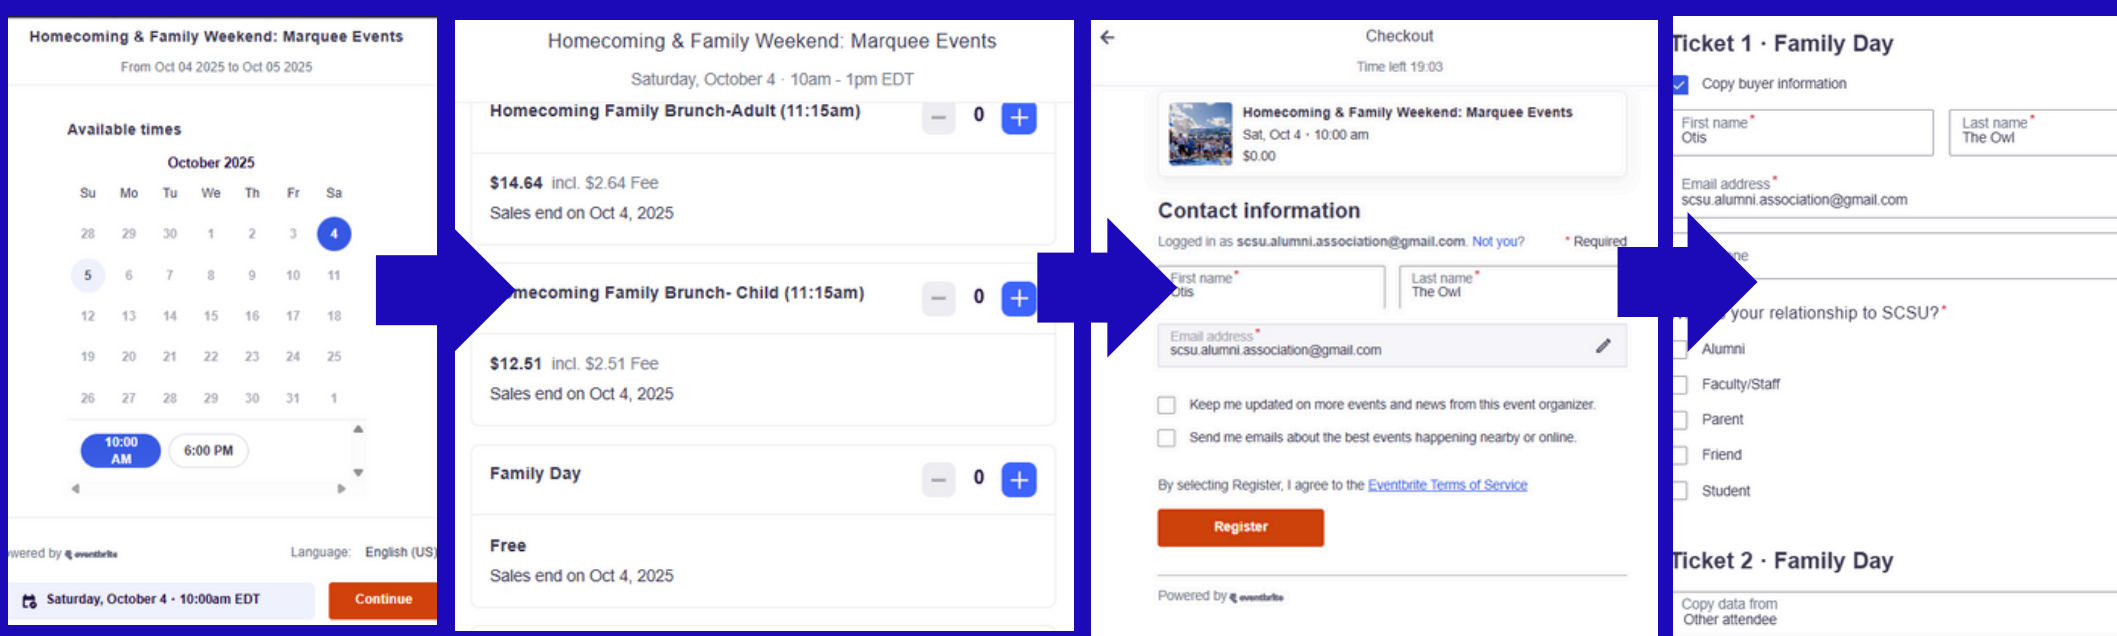 Homecoming & Family Weekend: Marquee Events
From Oct 04 2025 to Oct 05 2025
Available times
October 2025
Su Mo Tu We Th Fr Sa
28 29 30 1 2 3 4
5 6 7 8 9 10 11
12 13 14 15 16 17 18
19 20 21 22 23 24 25
26 27 28 29 30 31 1
10:00 AM
6:00 PM
wered by eventbrite
Language: English (US)
Saturday, October 4 · 10:00am EDT
Continue
Homecoming & Family Weekend: Marquee Events
Saturday, October 4 · 10am - 1pm EDT
Homecoming Family Brunch-Adult (11:15am)
0
$14.64 incl. $2.64 Fee
Sales end on Oct 4, 2025
mecoming Family Brunch- Child (11:15am)
0
$12.51 incl. $2.51 Fee
Sales end on Oct 4, 2025
Family Day
0
Free
Sales end on Oct 4, 2025
Checkout
Time left 19:03
Homecoming & Family Weekend: Marquee Events
Sat, Oct 4 · 10:00 am
$0.00
Contact information
Logged in as scsu.alumni.association@gmail.com. Not you?
* Required
First name*
Otis
Last name*
The Owl
Email address*
scsu.alumni.association@gmail.com
Keep me updated on more events and news from this event organizer.
Send me emails about the best events happening nearby or online.
By selecting Register, I agree to the Eventbrite Terms of Service
Register
Powered by eventbrite
Ticket 1 · Family Day
Copy buyer information
First name*
Otis
Last name*
The Owl
Email address*
scsu.alumni.association@gmail.com
ne
your relationship to SCSU?*
Alumni
Faculty/Staff
Parent
Friend
Student
Ticket 2 · Family Day
Copy data from
Other attendee